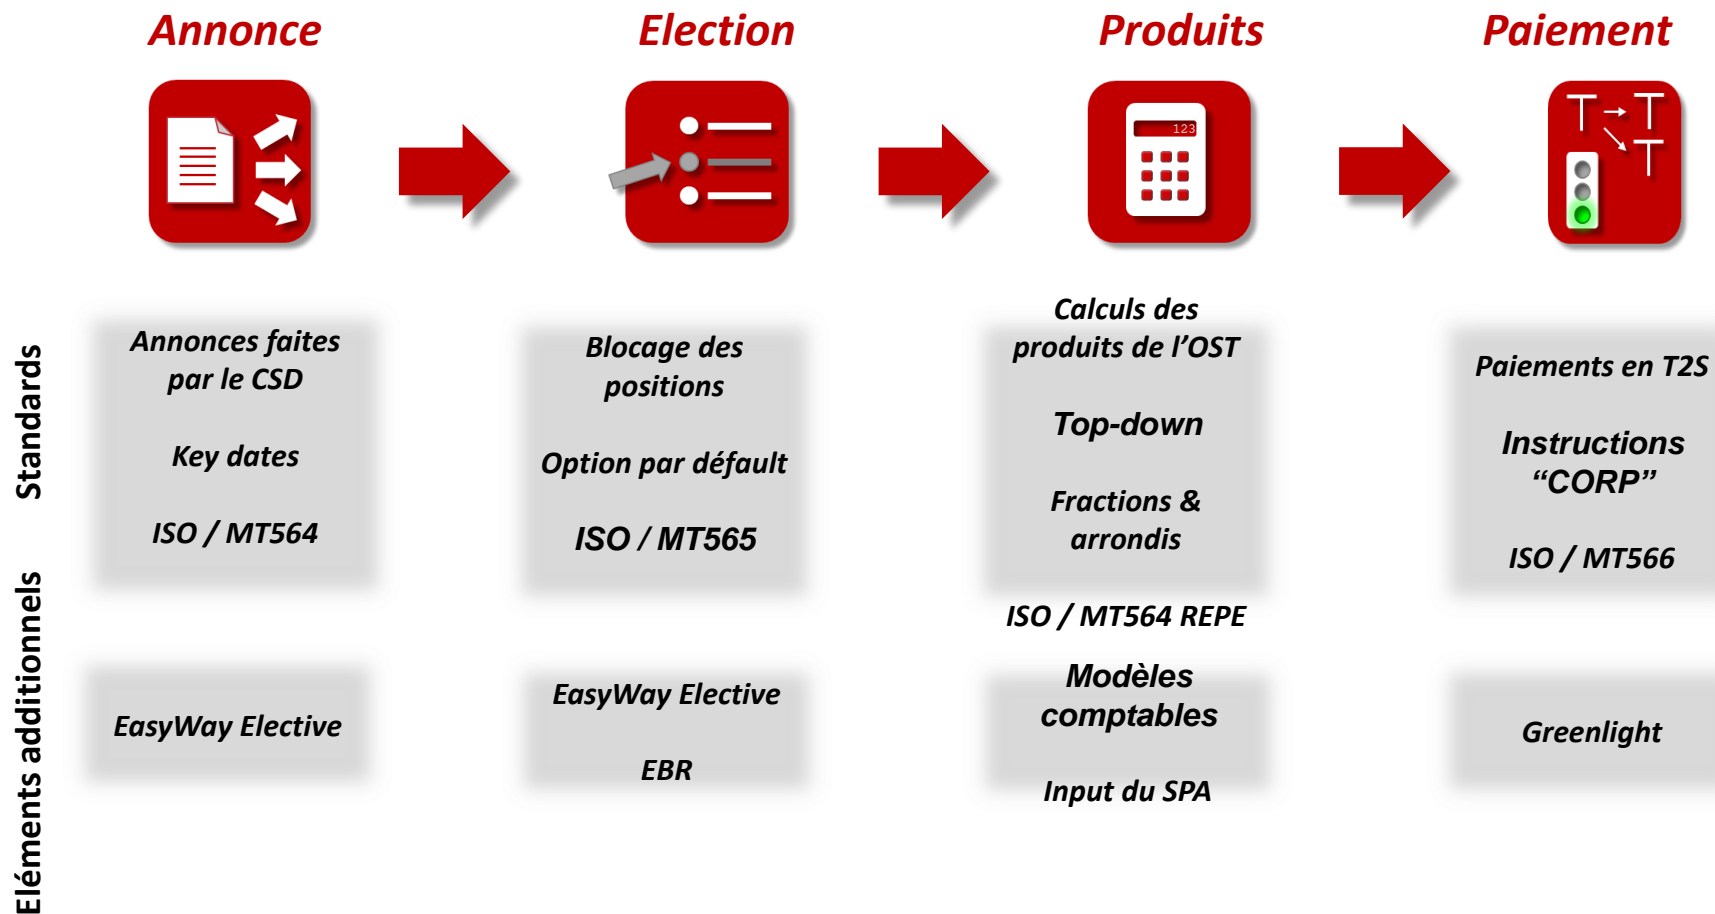 Annonce
Election
Produits
Paiement
123
Standards
Annonces faites
par le CSD
Key dates
ISO / MT564
Blocage des
positions
Option par défault
ISO / MT565
Calculs des
produits de l’OST
Top-down
Fractions &
arrondis
ISO / MT564 REPE
Paiements en T2S
Instructions
“CORP”
ISO / MT566
Eléments additionnels
EasyWay Elective
EasyWay Elective
EBR
Modèles
comptables
Input du SPA
Greenlight